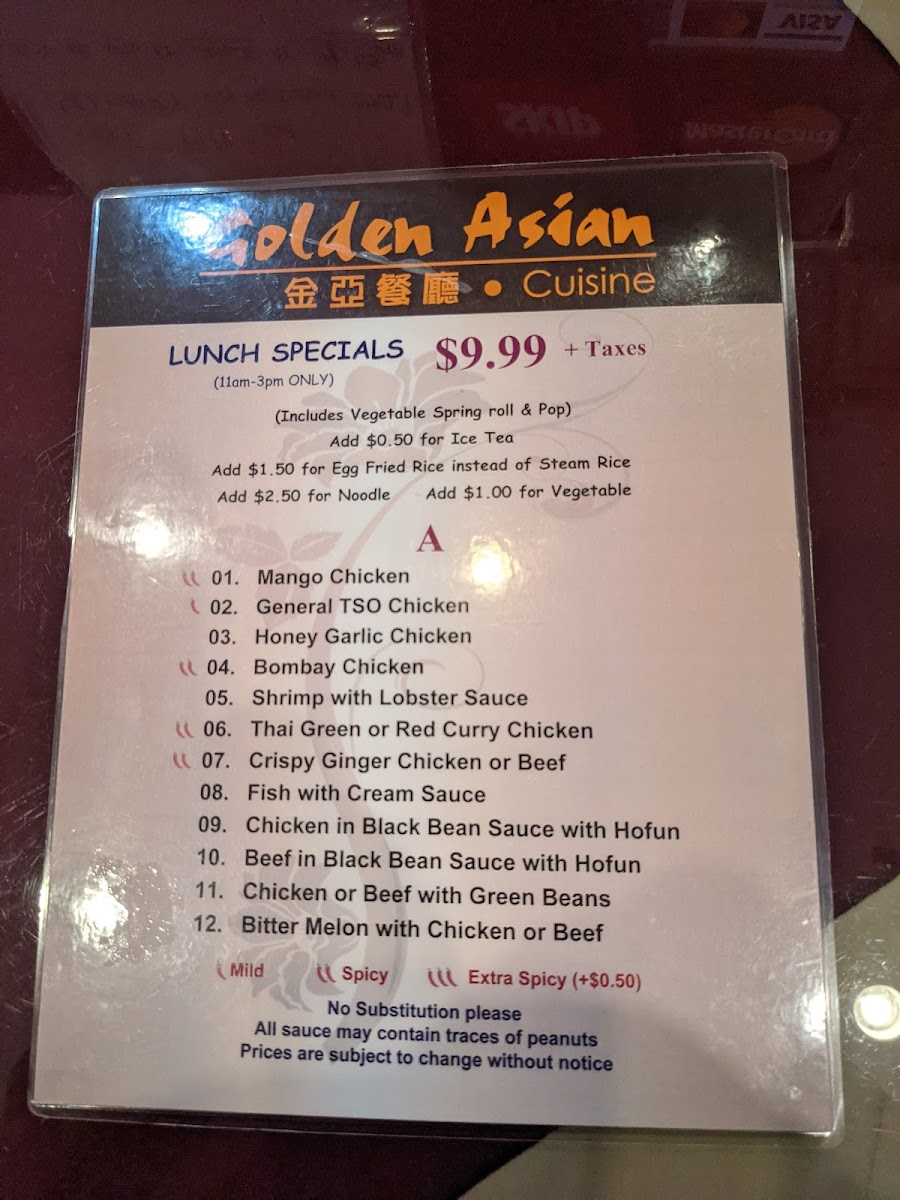 VISA
SKIP
MasterCard
Golden Asian
金亞餐廳 • Cuisine
LUNCH SPECIALS $9.99 + Taxes
(11am-3pm ONLY)
(Includes Vegetable Spring roll & Pop)
Add $0.50 for Ice Tea
Add $1.50 for Egg Fried Rice instead of Steam Rice
Add $2.50 for Noodle Add $1.00 for Vegetable
A
01. Mango Chicken
02. General TSO Chicken
03. Honey Garlic Chicken
04. Bombay Chicken
05. Shrimp with Lobster Sauce
06. Thai Green or Red Curry Chicken
07. Crispy Ginger Chicken or Beef
08. Fish with Cream Sauce
09. Chicken in Black Bean Sauce with Hofun
10. Beef in Black Bean Sauce with Hofun
11. Chicken or Beef with Green Beans
12. Bitter Melon with Chicken or Beef
Mild Spicy Extra Spicy (+$0.50)
No Substitution please
All sauce may contain traces of peanuts
Prices are subject to change without notice